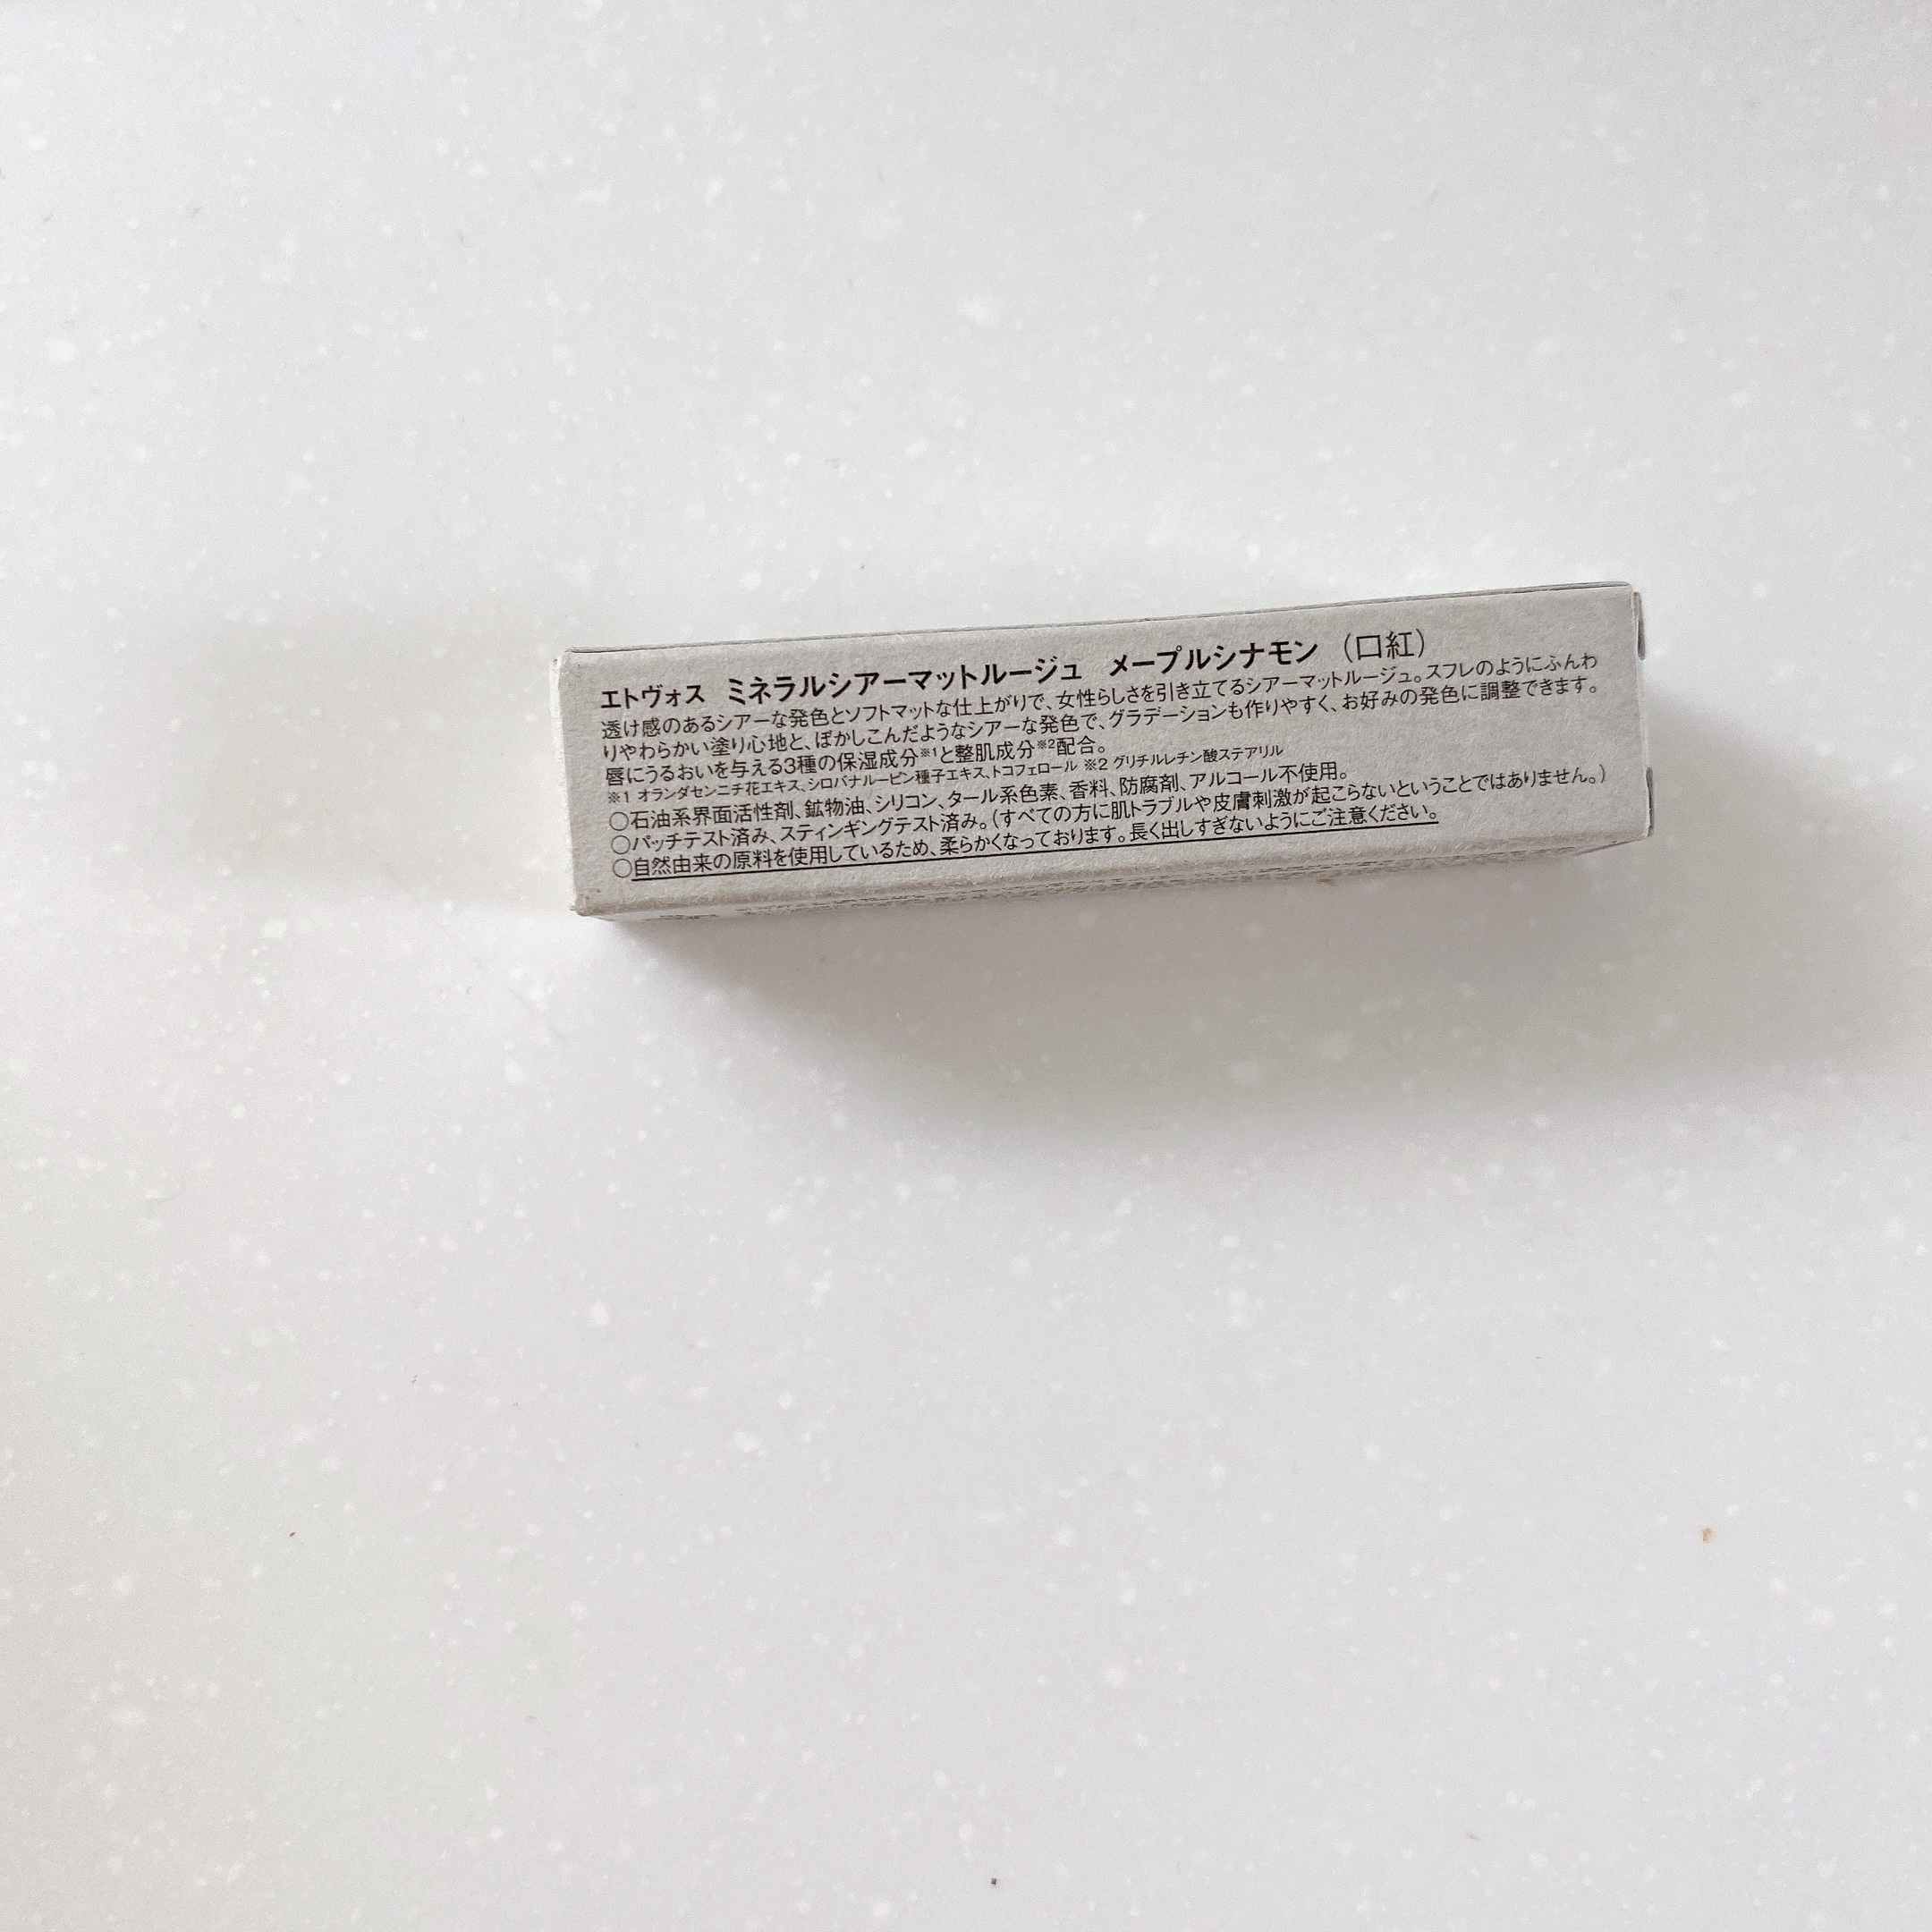 エトヴォス ミネラルシアーマットルージュ メープルシナモン (口紅)
透け感のあるシアーな発色とソフトマットな仕上がりで、女性らしさを引き立てるシアーマットルージュ。スフレのようにふんわ
りやわらかい塗り心地と、ぼかしこんだようなシアーな発色で、グラデーションも作りやすく、お好みの発色に調整できます。
唇にうるおいを与える3種の保湿成分※1と整肌成分※2配合。
※1 オランダセンニチ花エキス、シロバナルーピン種子エキス、トコフェロール ※2 グリチルレチン酸ステアリル
○石油系界面活性剤、鉱物油、シリコン、タール系色素、香料、防腐剤、アルコール不使用。
○パッチテスト済み、スティンギングテスト済み。(すべての方に肌トラブルや皮膚刺激が起こらないということではありません。)
○自然由来の原料を使用しているため、柔らかくなっております。長く出しすぎないようにご注意ください。